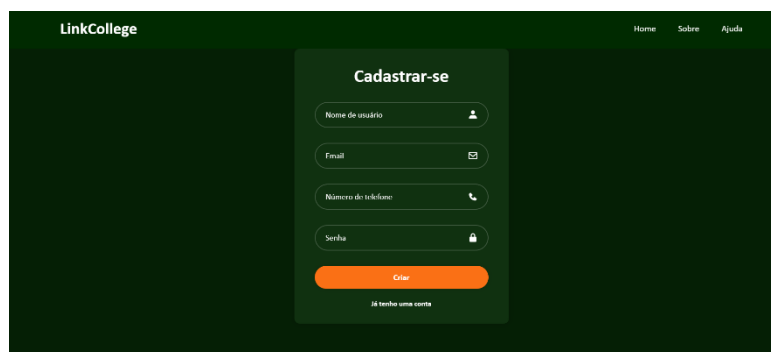 LinkCollege
Home Sobre Ajuda
Cadastrar-se
Nome de usuário
Email
Número de telefone
Senha
Criar
Já tenho uma conta